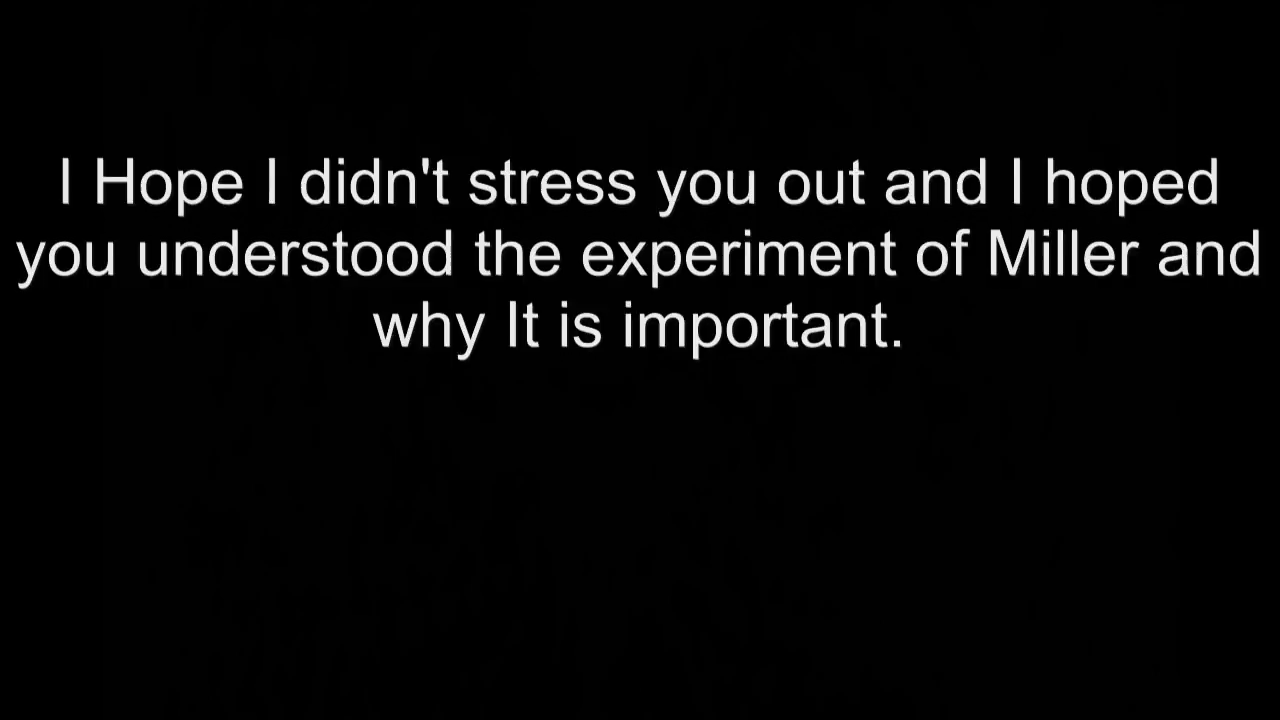 I Hope I didn't stress you out and I hoped
you understood the experiment of Miller and
why It is important.